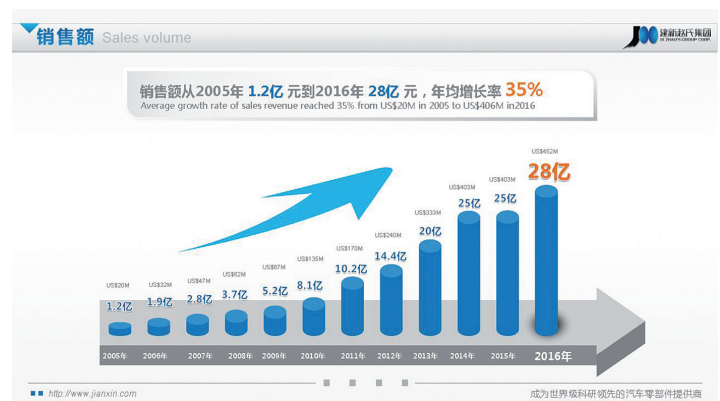 销售额 Sales volume
建新赵氏集团
JX ZHAO'S GROUP CORP.
销售额从2005年 1.2亿 元到2016年 28亿 元，年均增长率 35%
Average growth rate of sales revenue reached 35% from US$20M in 2005 to US$406M in2016
US$20M
1.2亿
US$32M
1.9亿
US$47M
2.8亿
US$62M
3.7亿
US$87M
5.2亿
US$135M
8.1亿
US$170M
10.2亿
US$240M
14.4亿
US$333M
20亿
US$403M
25亿
US$403M
25亿
US$452M
28亿
2005年 2006年 2007年 2008年 2009年 2010年 2011年 2012年 2013年 2014年 2015年 2016年
http://www.jianxin.com
成为世界级科研领先的汽车零部件提供商